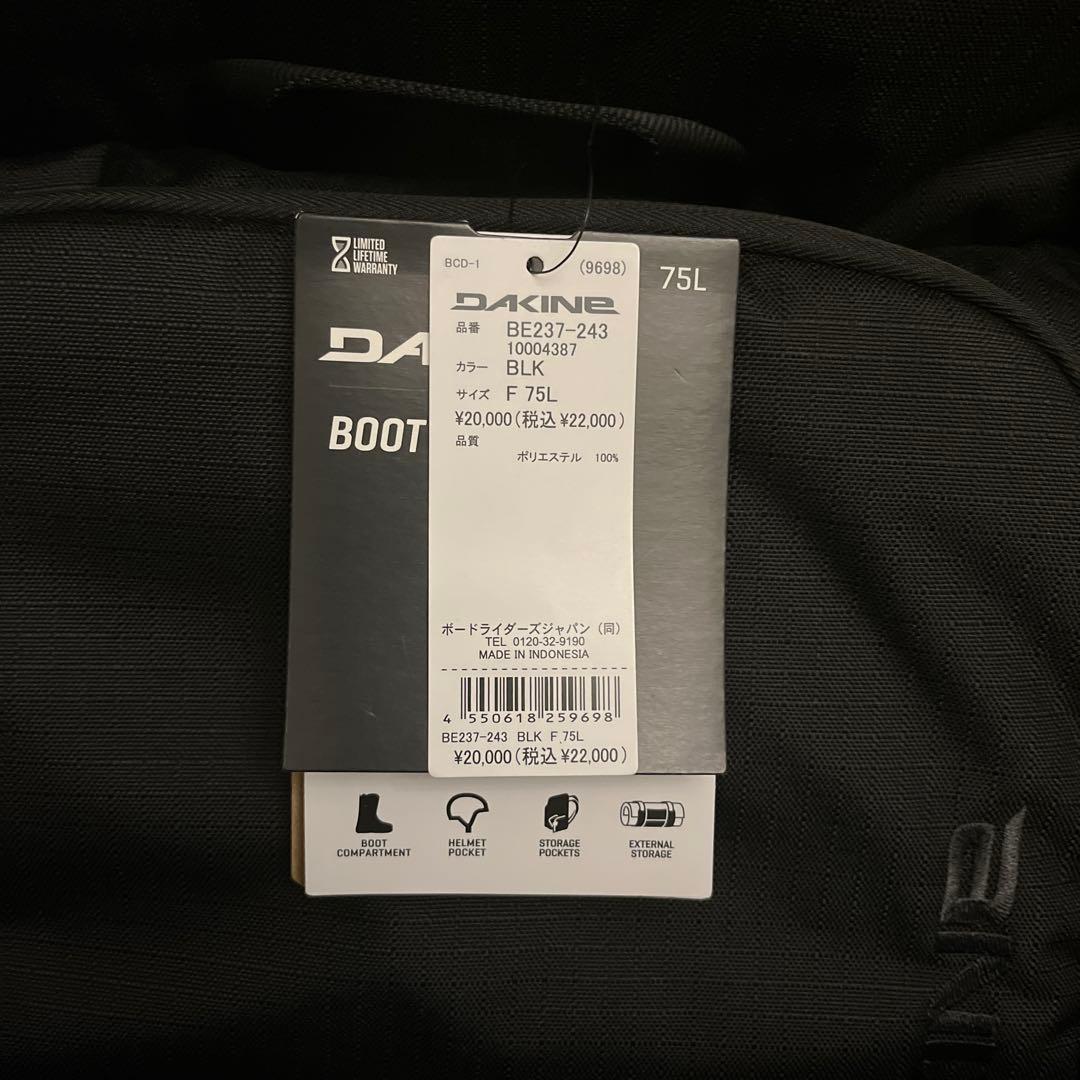 LIMITED
LIFETIME
WARRANTY
75L
DA
BOOT
BCD-1
(9698)
DAKINE
品番 BE237-243
10004387
カラー BLK
サイズ F 75L
¥20,000(税込¥22,000)
品質
ポリエステル 100%
ボードライダーズジャパン(同)
TEL 0120-32-9190
MADE IN INDONESIA
4 550618 259698
BE237-243 BLK F 75L
¥20,000(税込¥22,000)
BOOT
COMPARTMENT
HELMET
POCKET
STORAGE
POCKETS
EXTERNAL
STORAGE